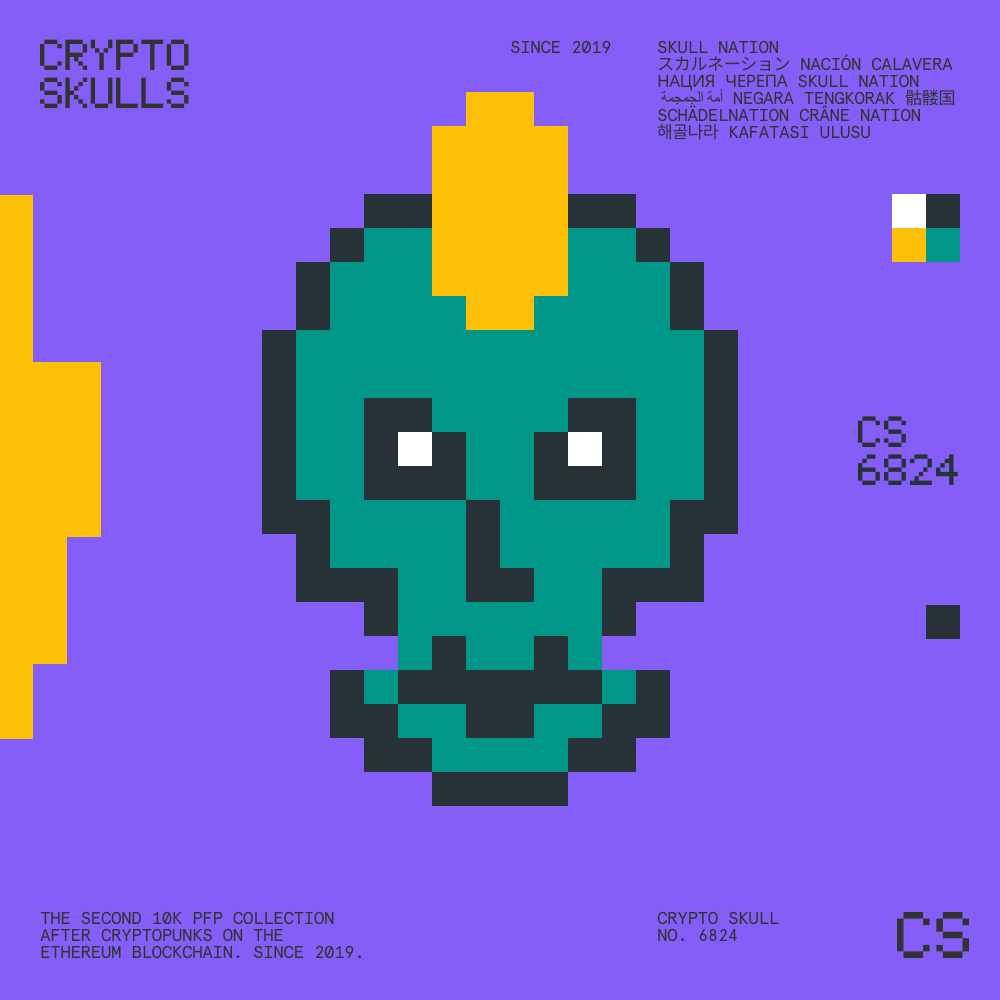 CRYPTO
SKULLS
SINCE 2019
SKULL NATION
スカルネーション NACIÓN CALAVERA
НАЦИЯ ЧЕРЕПА SKULL NATION
أمة الجمجمة NEGARA TENGKORAK 骷髅国
SCHÄDELNATION CRÂNE NATION
해골나라 KAFATASI ULUSU
CS
6824
THE SECOND 10K PFP COLLECTION
AFTER CRYPTOPUNKS ON THE
ETHEREUM BLOCKCHAIN. SINCE 2019.
CRYPTO SKULL
NO. 6824
CS